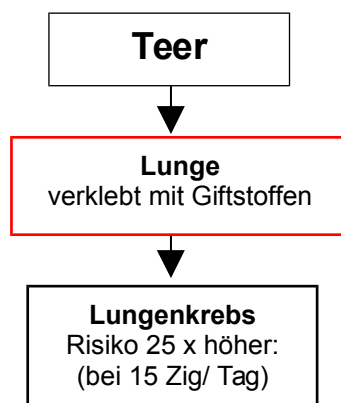 Teer
Lunge
verklebt mit Giftstoffen
Lungenkrebs
Risiko 25 x höher:
(bei 15 Zig/ Tag)